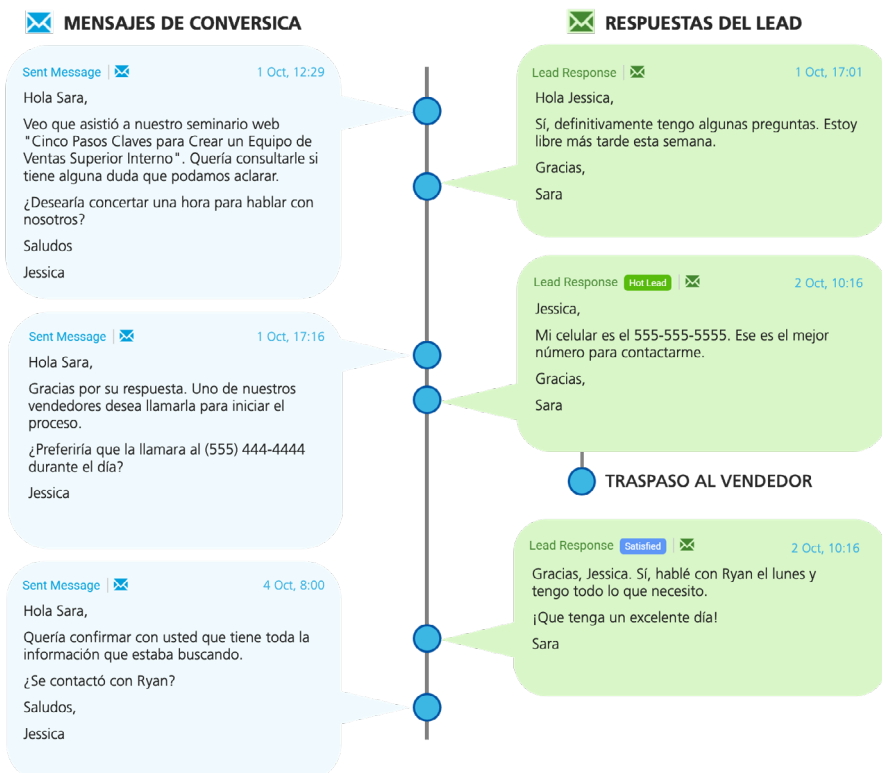 MENSAJES DE CONVERSICA
Sent Message 1 Oct, 12:29
Hola Sara,
Veo que asistió a nuestro seminario web
"Cinco Pasos Claves para Crear un Equipo de
Ventas Superior Interno". Quería consultarle si
tiene alguna duda que podamos aclarar.
¿Desearía concertar una hora para hablar con
nosotros?
Saludos
Jessica
Sent Message 1 Oct, 17:16
Hola Sara,
Gracias por su respuesta. Uno de nuestros
vendedores desea llamarla para iniciar el
proceso.
¿Preferiría que la llamara al (555) 444-4444
durante el día?
Jessica
Sent Message 4 Oct, 8:00
Hola Sara,
Quería confirmar con usted que tiene toda la
información que estaba buscando.
¿Se contactó con Ryan?
Saludos,
Jessica
RESPUESTAS DEL LEAD
Lead Response 1 Oct, 17:01
Hola Jessica,
Sí, definitivamente tengo algunas preguntas. Estoy
libre más tarde esta semana.
Gracias,
Sara
Lead Response Hot Lead 2 Oct, 10:16
Jessica,
Mi celular es el 555-555-5555. Ese es el mejor
número para contactarme.
Gracias,
Sara
TRASPASO AL VENDEDOR
Lead Response Satisfied 2 Oct, 10:16
Gracias, Jessica. Sí, hablé con Ryan el lunes y
tengo todo lo que necesito.
¡Que tenga un excelente día!
Sara